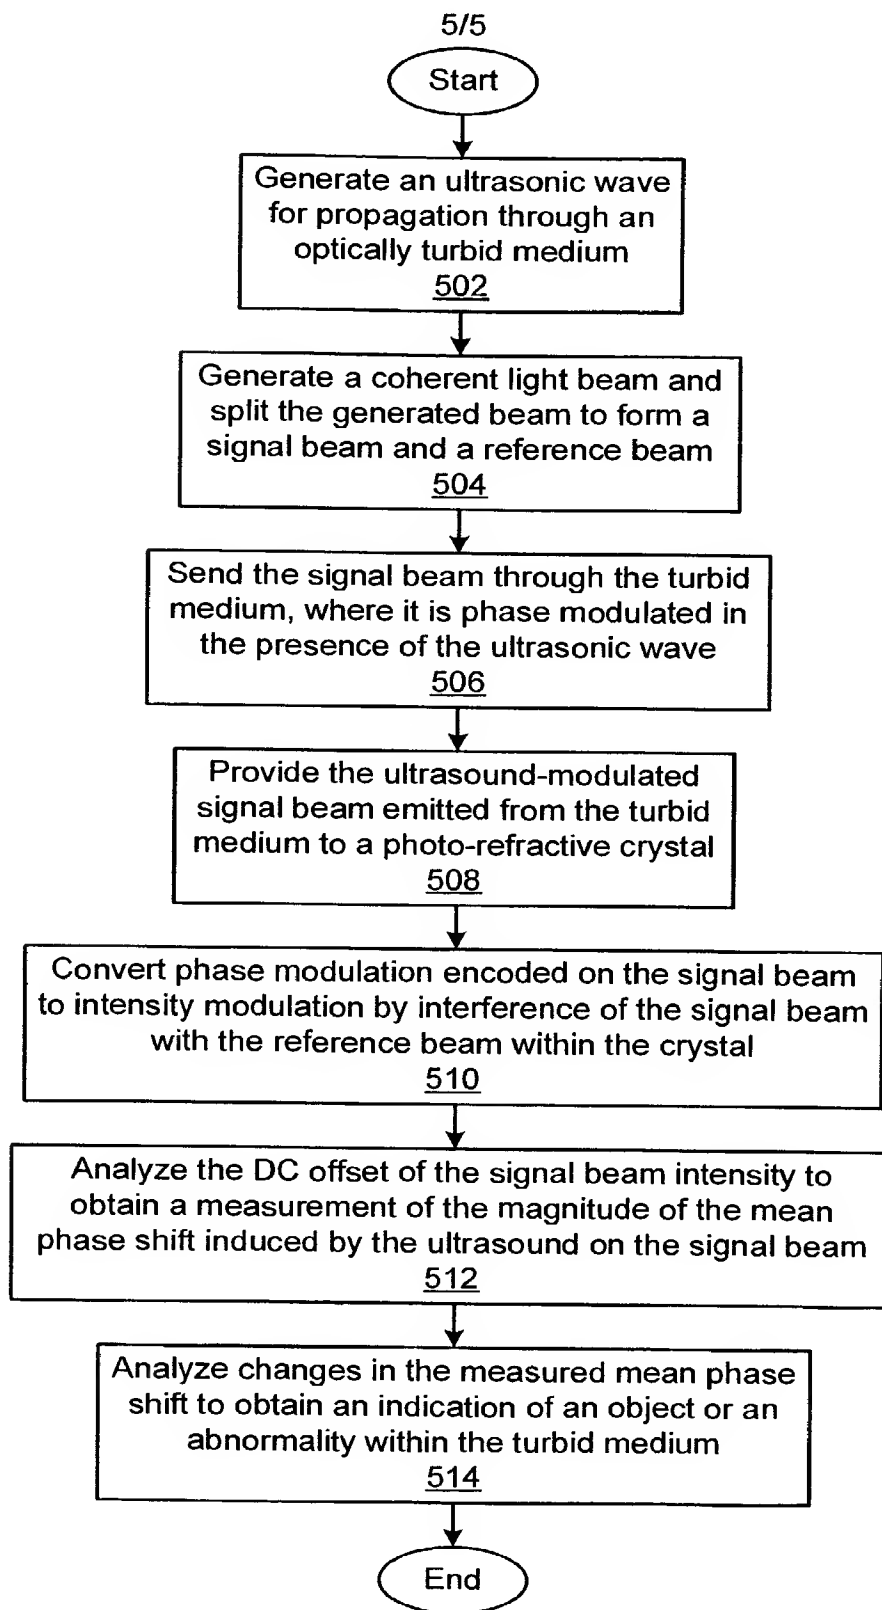 5/5
Start
Generate an ultrasonic wave
for propagation through an
optically turbid medium
502
Generate a coherent light beam and
split the generated beam to form a
signal beam and a reference beam
504
Send the signal beam through the turbid
medium, where it is phase modulated in
the presence of the ultrasonic wave
506
Provide the ultrasound-modulated
signal beam emitted from the turbid
medium to a photo-refractive crystal
508
Convert phase modulation encoded on the signal beam
to intensity modulation by interference of the signal beam
with the reference beam within the crystal
510
Analyze the DC offset of the signal beam intensity to
obtain a measurement of the magnitude of the mean
phase shift induced by the ultrasound on the signal beam
512
Analyze changes in the measured mean phase
shift to obtain an indication of an object or an
abnormality within the turbid medium
514
End